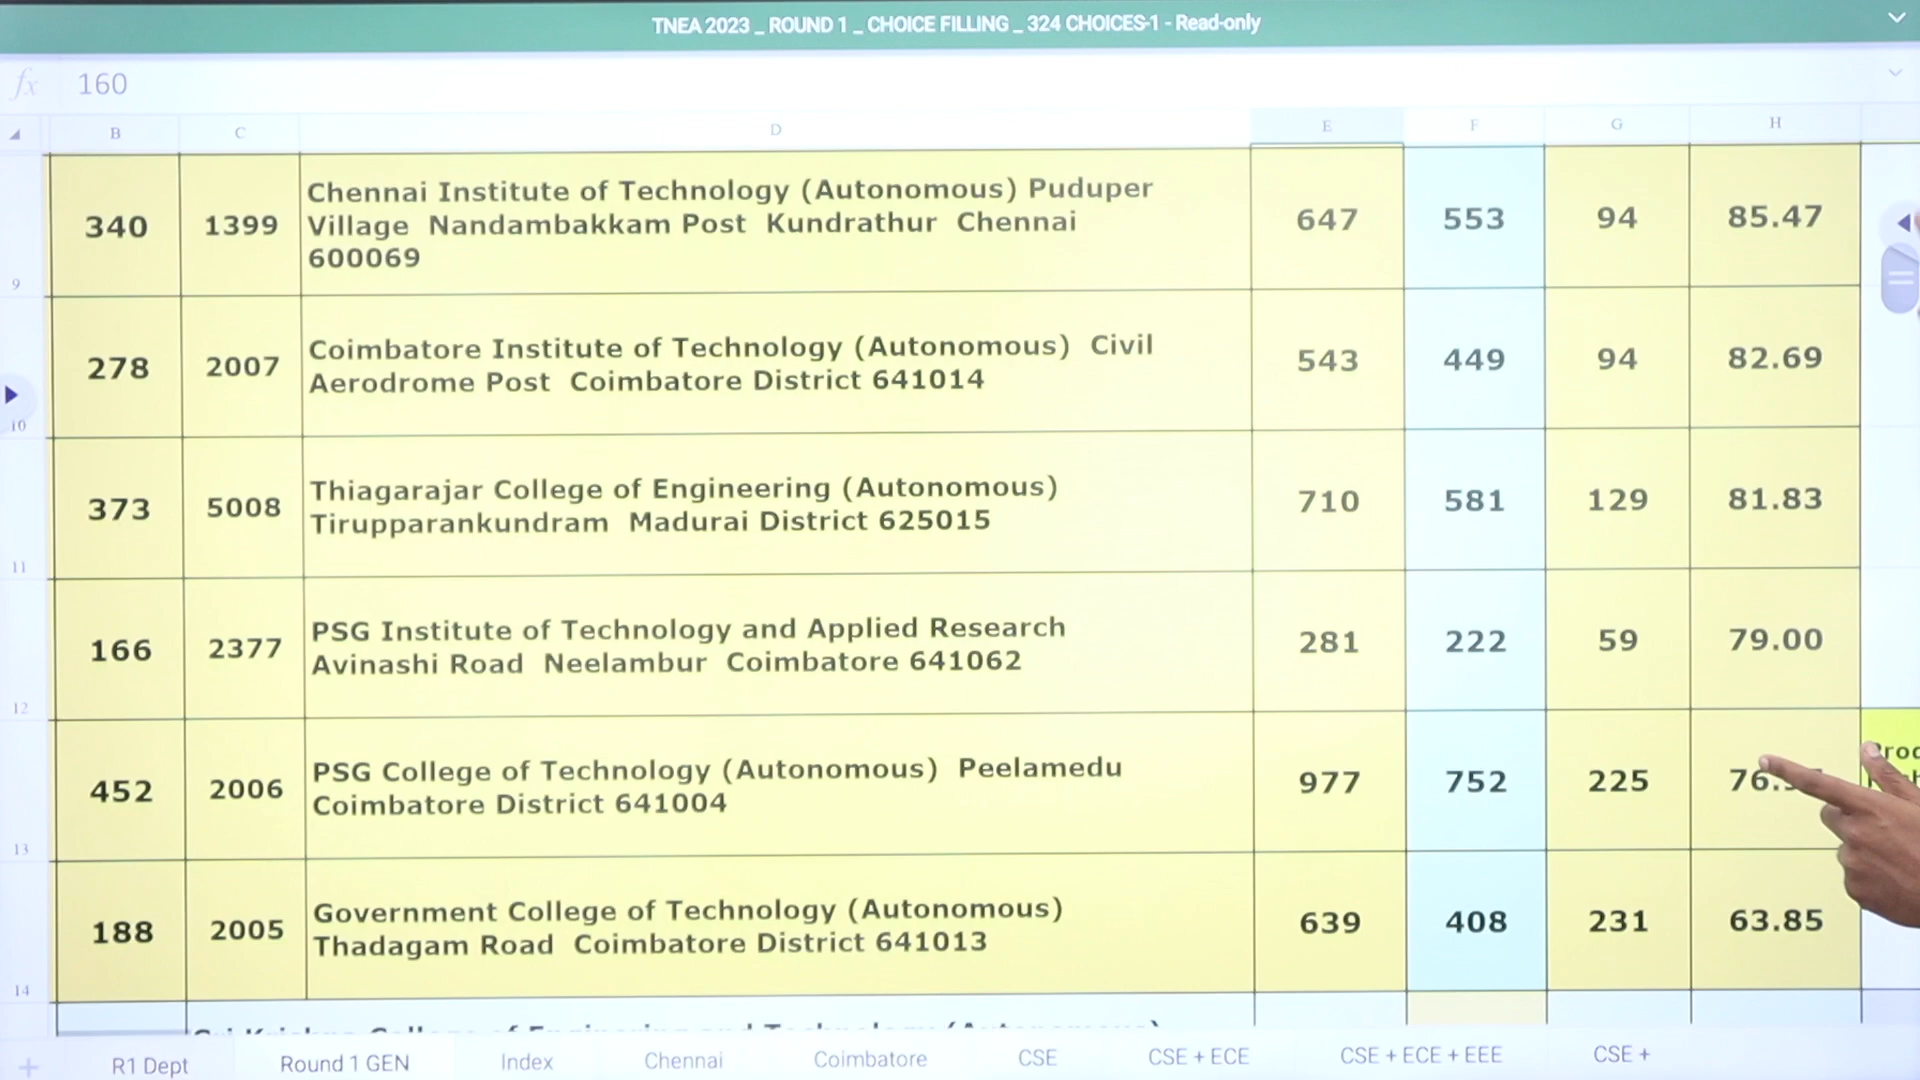 TNEA 2023 _ ROUND 1 _ CHOICE FILLING _ 324 CHOICES-1 - Read-only
fx 160
B C D E F G H
340 1399 Chennai Institute of Technology (Autonomous) Puduper 647 553 94 85.47
Village Nandambakkam Post Kundrathur Chennai
600069
9
278 2007 Coimbatore Institute of Technology (Autonomous) Civil 543 449 94 82.69
Aerodrome Post Coimbatore District 641014
10
373 5008 Thiagarajar College of Engineering (Autonomous) 710 581 129 81.83
Tirupparankundram Madurai District 625015
11
166 2377 PSG Institute of Technology and Applied Research 281 222 59 79.00
Avinashi Road Neelambur Coimbatore 641062
12
452 2006 PSG College of Technology (Autonomous) Peelamedu 977 752 225
Coimbatore District 641004
13
188 2005 Government College of Technology (Autonomous) 639 408 231 63.85
Thadagam Road Coimbatore District 641013
14
+ R1 Dept Round 1 GEN Index Chennai Coimbatore CSE CSE + ECE CSE + ECE + EEE CSE +